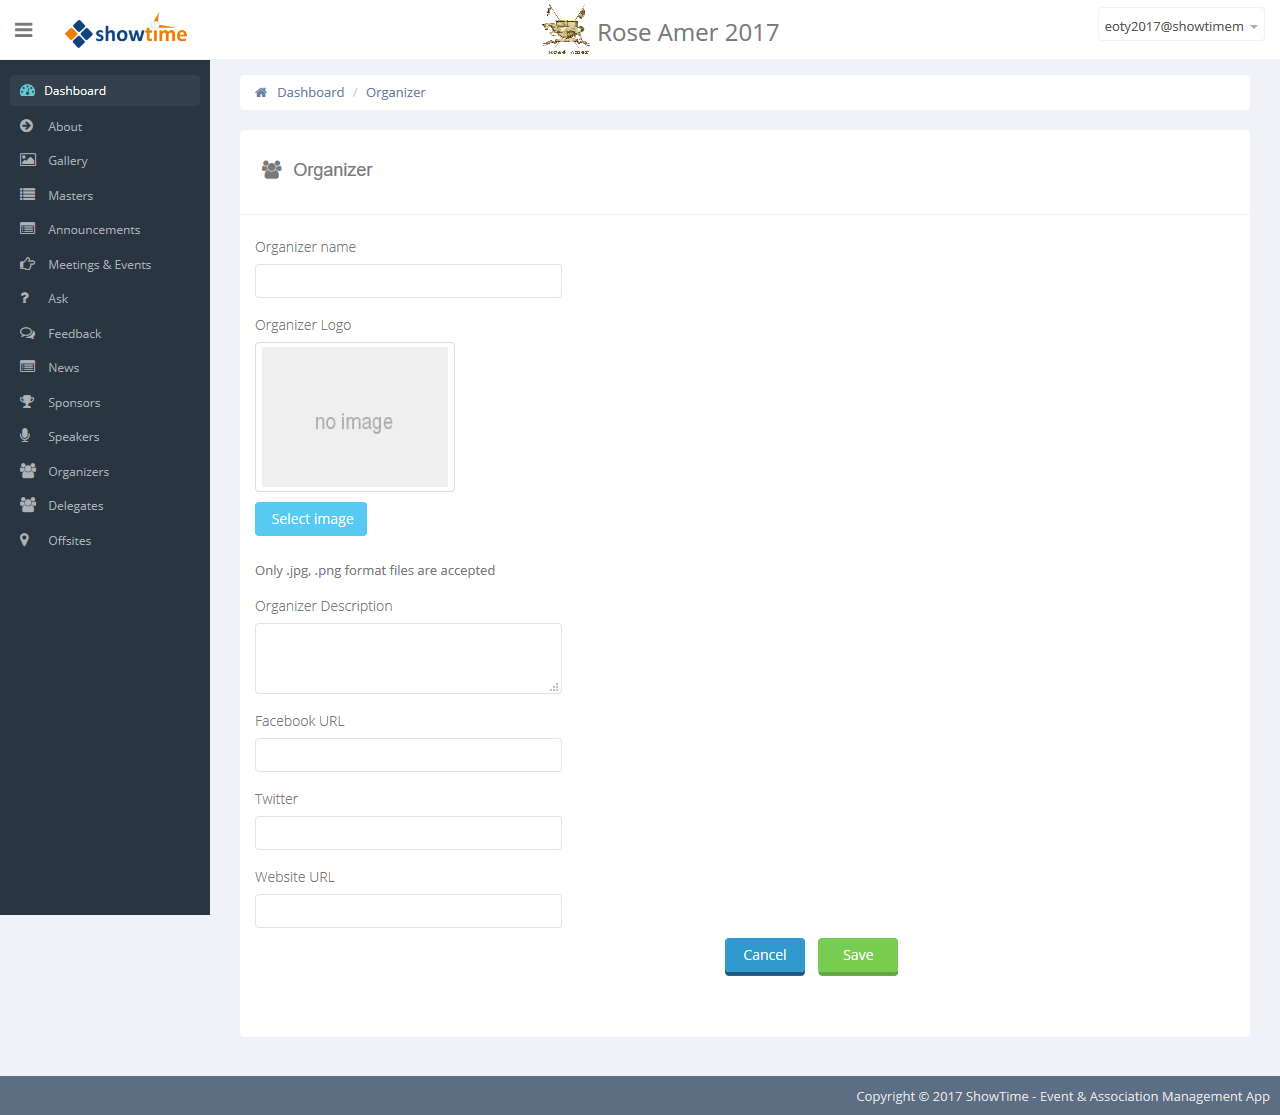 showtime
Rose Amer 2017
eoty2017@showtimem
Dashboard
About
Gallery
Masters
Announcements
Meetings & Events
Ask
Feedback
News
Sponsors
Speakers
Organizers
Delegates
Offsites
Dashboard / Organizer
Organizer
Organizer name
Organizer Logo
no image
Select image
Only .jpg, .png format files are accepted
Organizer Description
Facebook URL
Twitter
Website URL
Cancel
Save
Copyright © 2017 ShowTime - Event & Association Management App